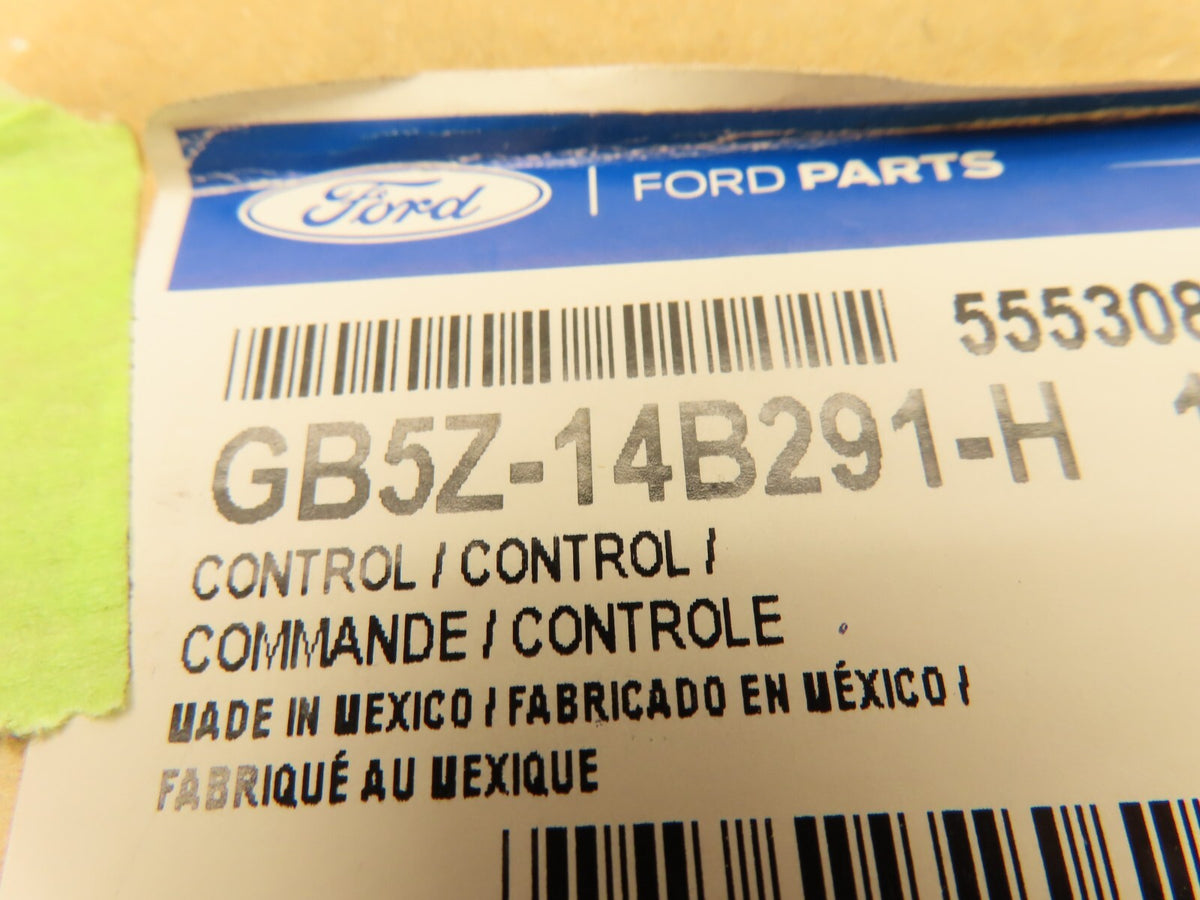 Ford | FORD PARTS
555308
GB5Z-14B291-H
CONTROL / CONTROL /
COMMANDE / CONTROLE
MADE IN MEXICO / FABRICADO EN MÉXICO /
FABRIQUÉ AU MEXIQUE